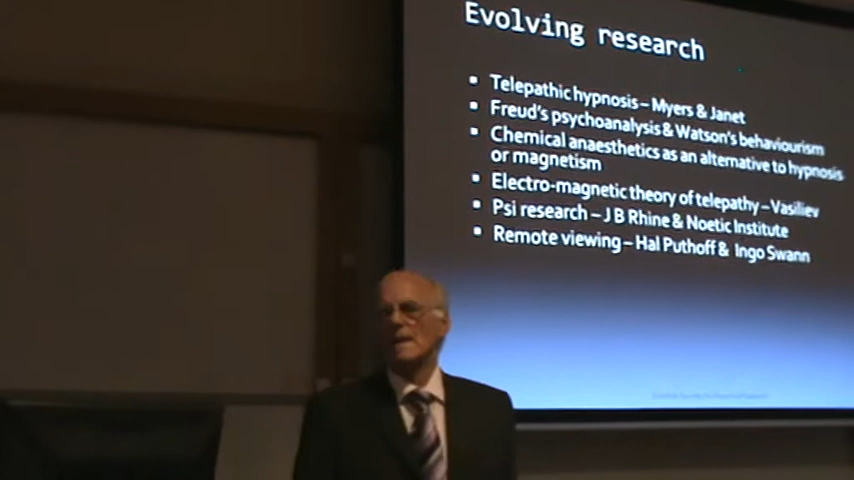 Evolving research
▪ Telepathic hypnosis – Myers & Janet
▪ Freud's psychoanalysis & Watson's behaviourism
▪ Chemical anaesthetics as an alternative to hypnosis
or magnetism
▪ Electro-magnetic theory of telepathy – Vasiliev
▪ Psi research – J B Rhine & Noetic Institute
▪ Remote viewing – Hal Puthoff & Ingo Swann